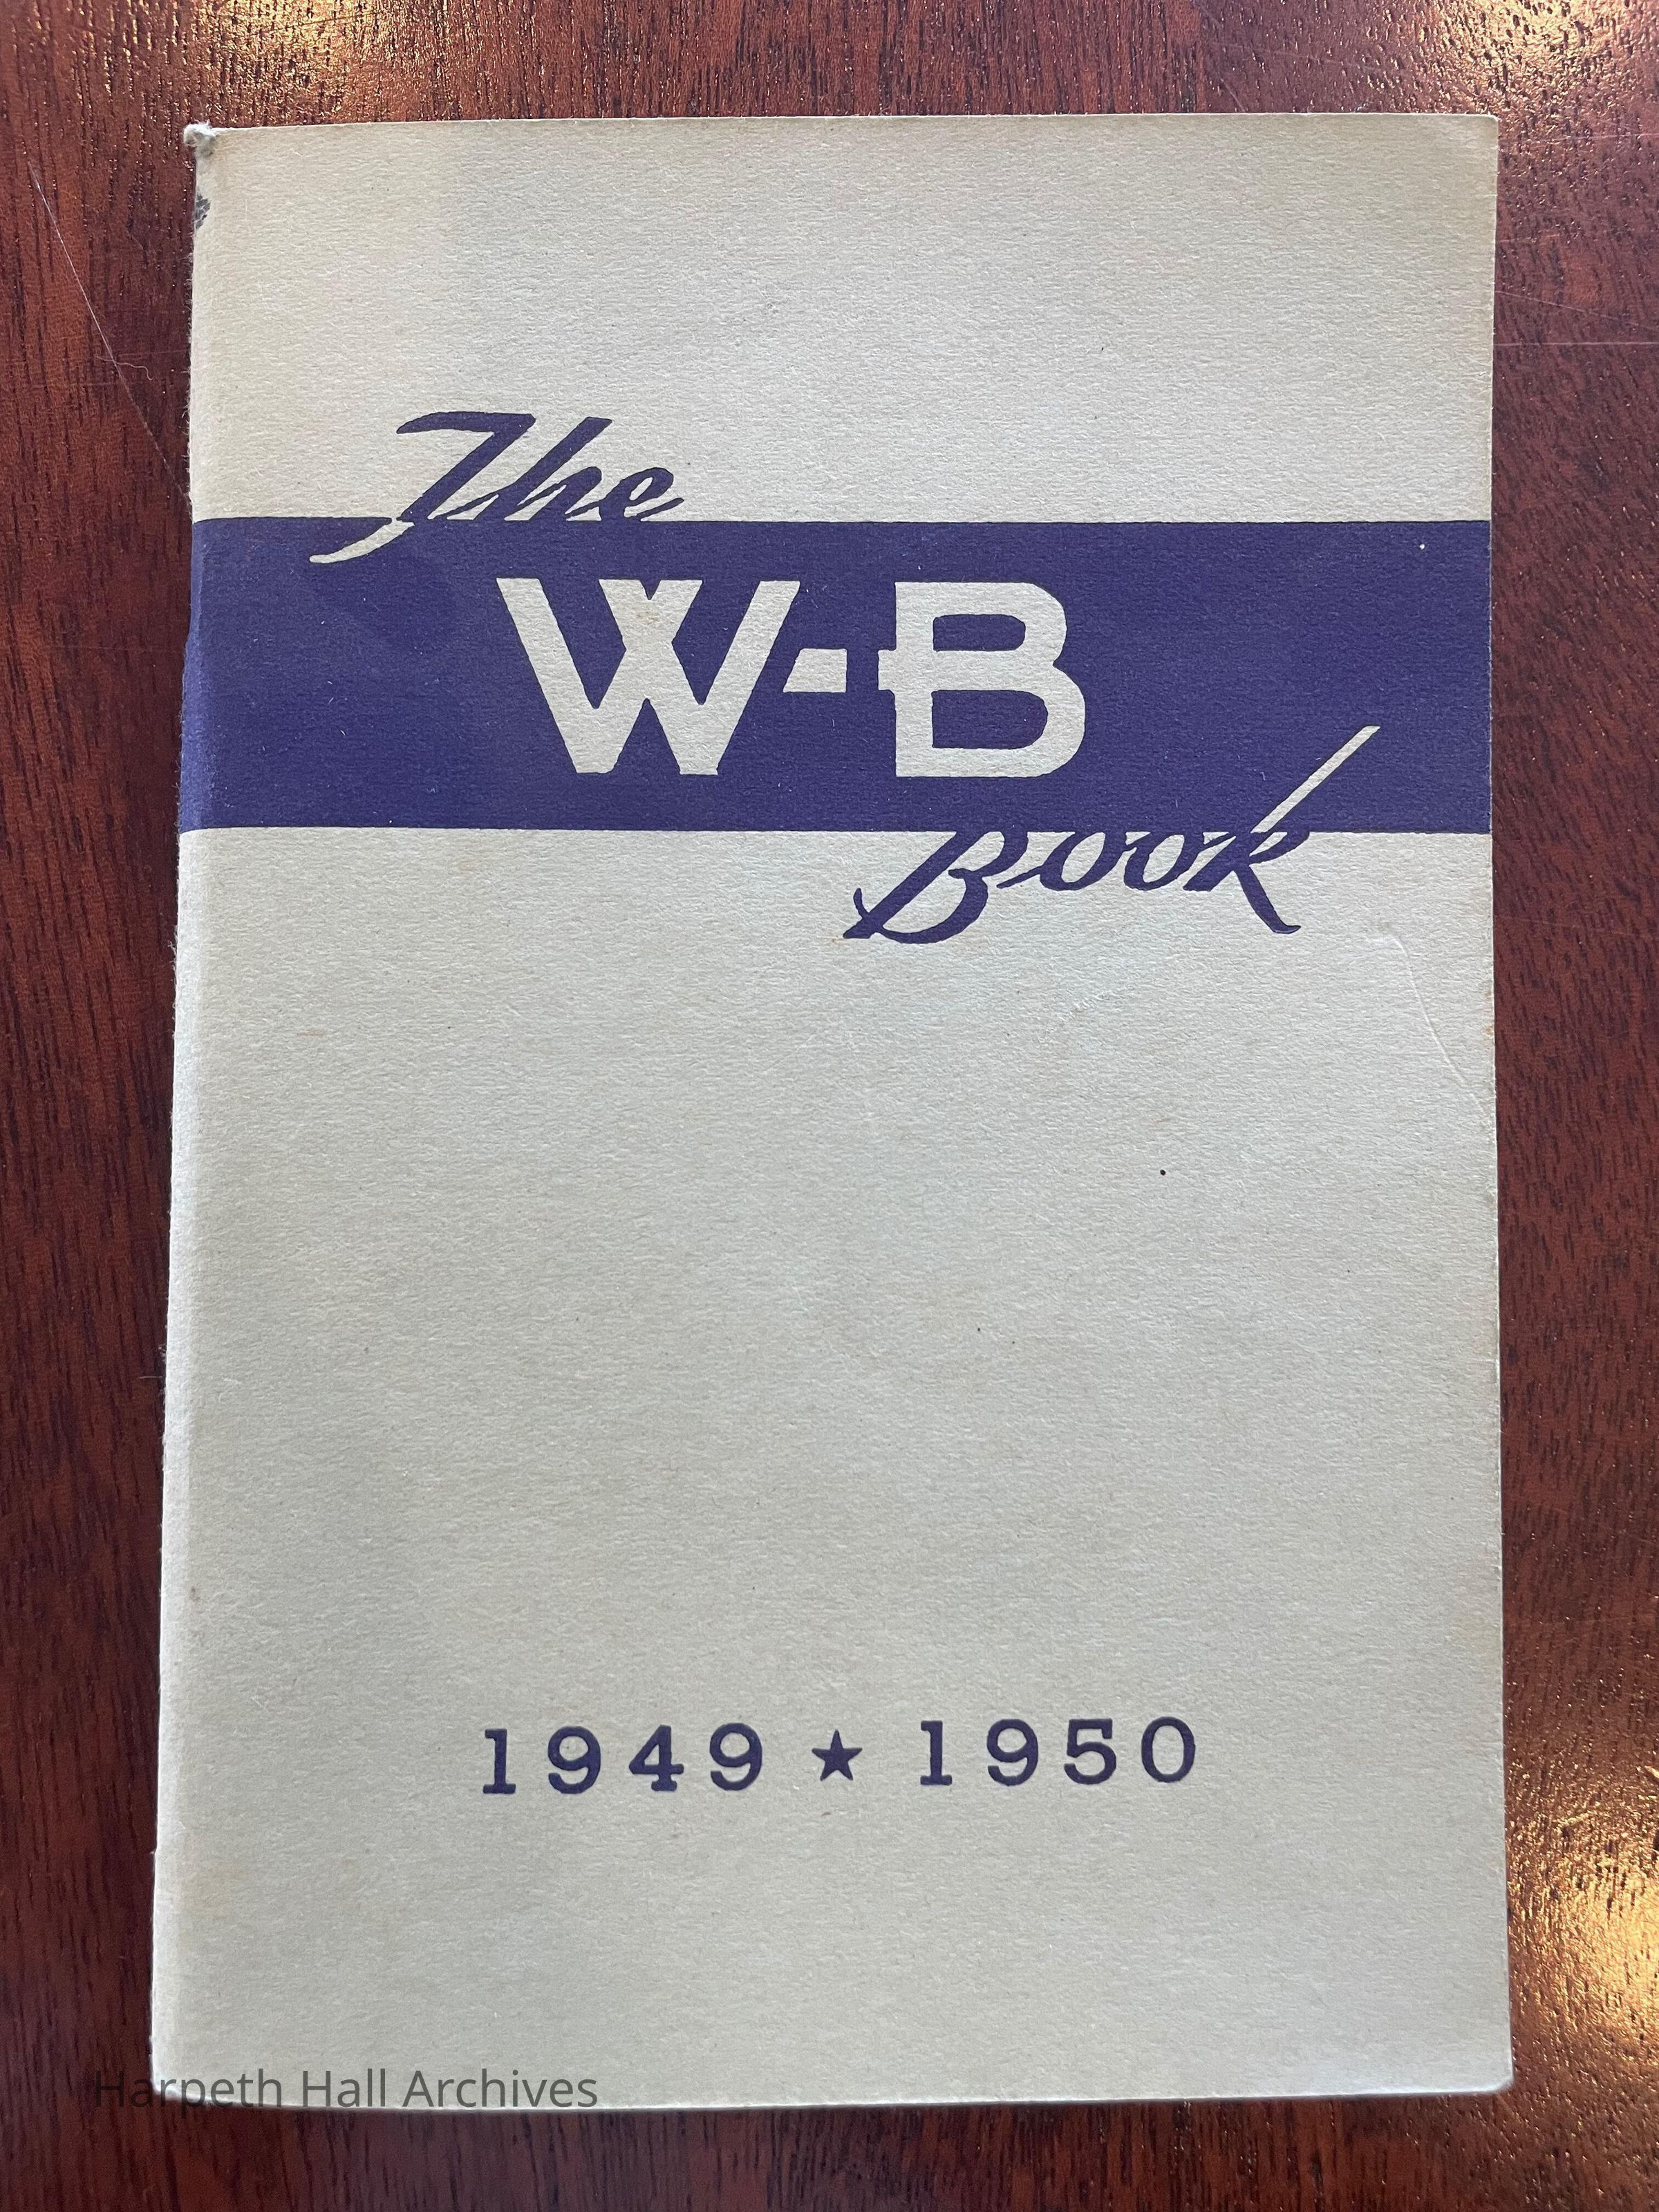 The
W-B
Book
1949 ★ 1950
Harpeth Hall Archives